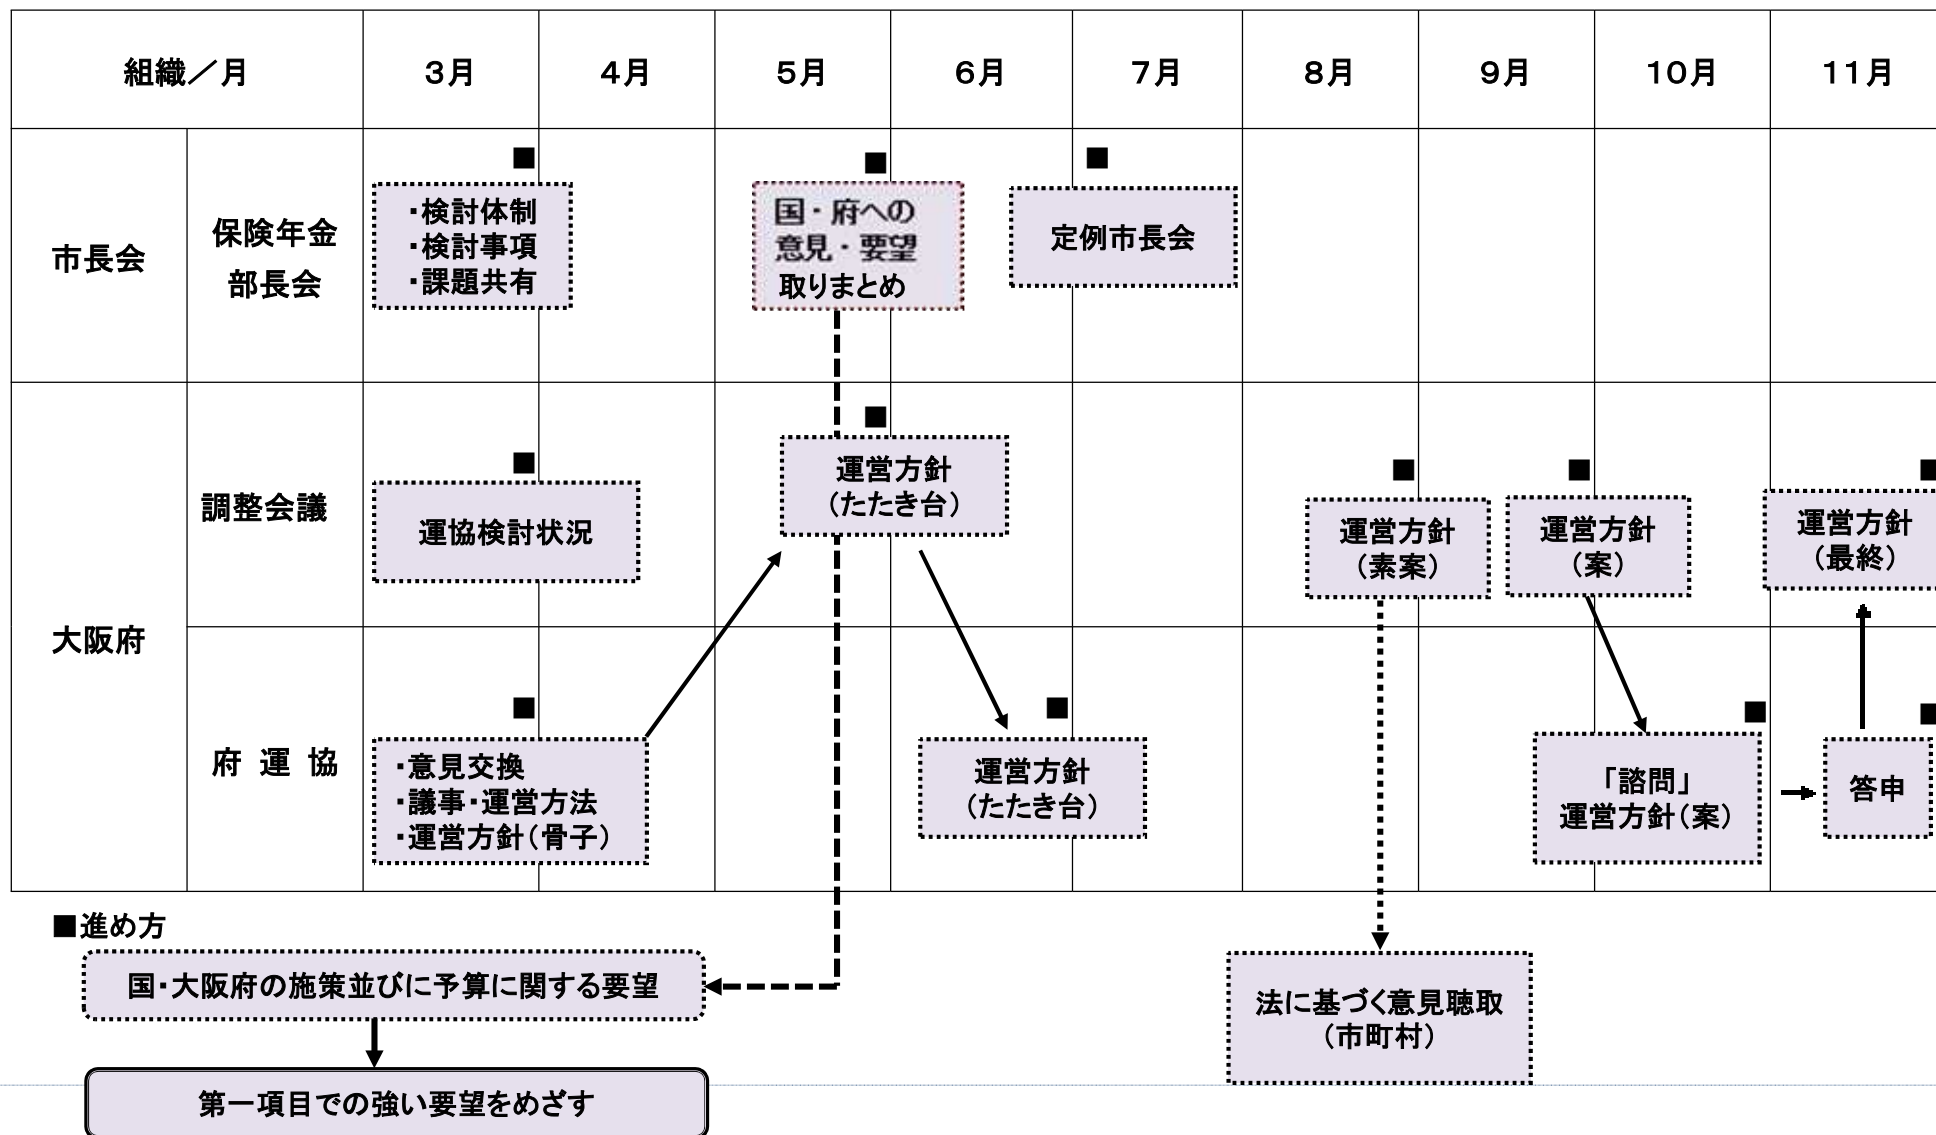 組織／月
3月
4月
5月
6月
7月
8月
9月
10月
11月
市長会
保険年金
部長会
■
・検討体制
・検討事項
・課題共有
■
国・府への
意見・要望
取りまとめ
■
定例市長会
大阪府
調整会議
■
運協検討状況
■
運営方針
（たたき台）
■
運営方針
（素案）
■
運営方針
（案）
■
運営方針
（最終）
府 運 協
■
・意見交換
・議事・運営方法
・運営方針（骨子）
■
運営方針
（たたき台）
■
「諮問」
運営方針（案）
■
答申
■進め方
国・大阪府の施策並びに予算に関する要望
第一項目での強い要望をめざす
法に基づく意見聴取
（市町村）